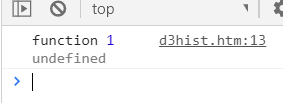 top
function 1 d3hist.htm:13
undefined